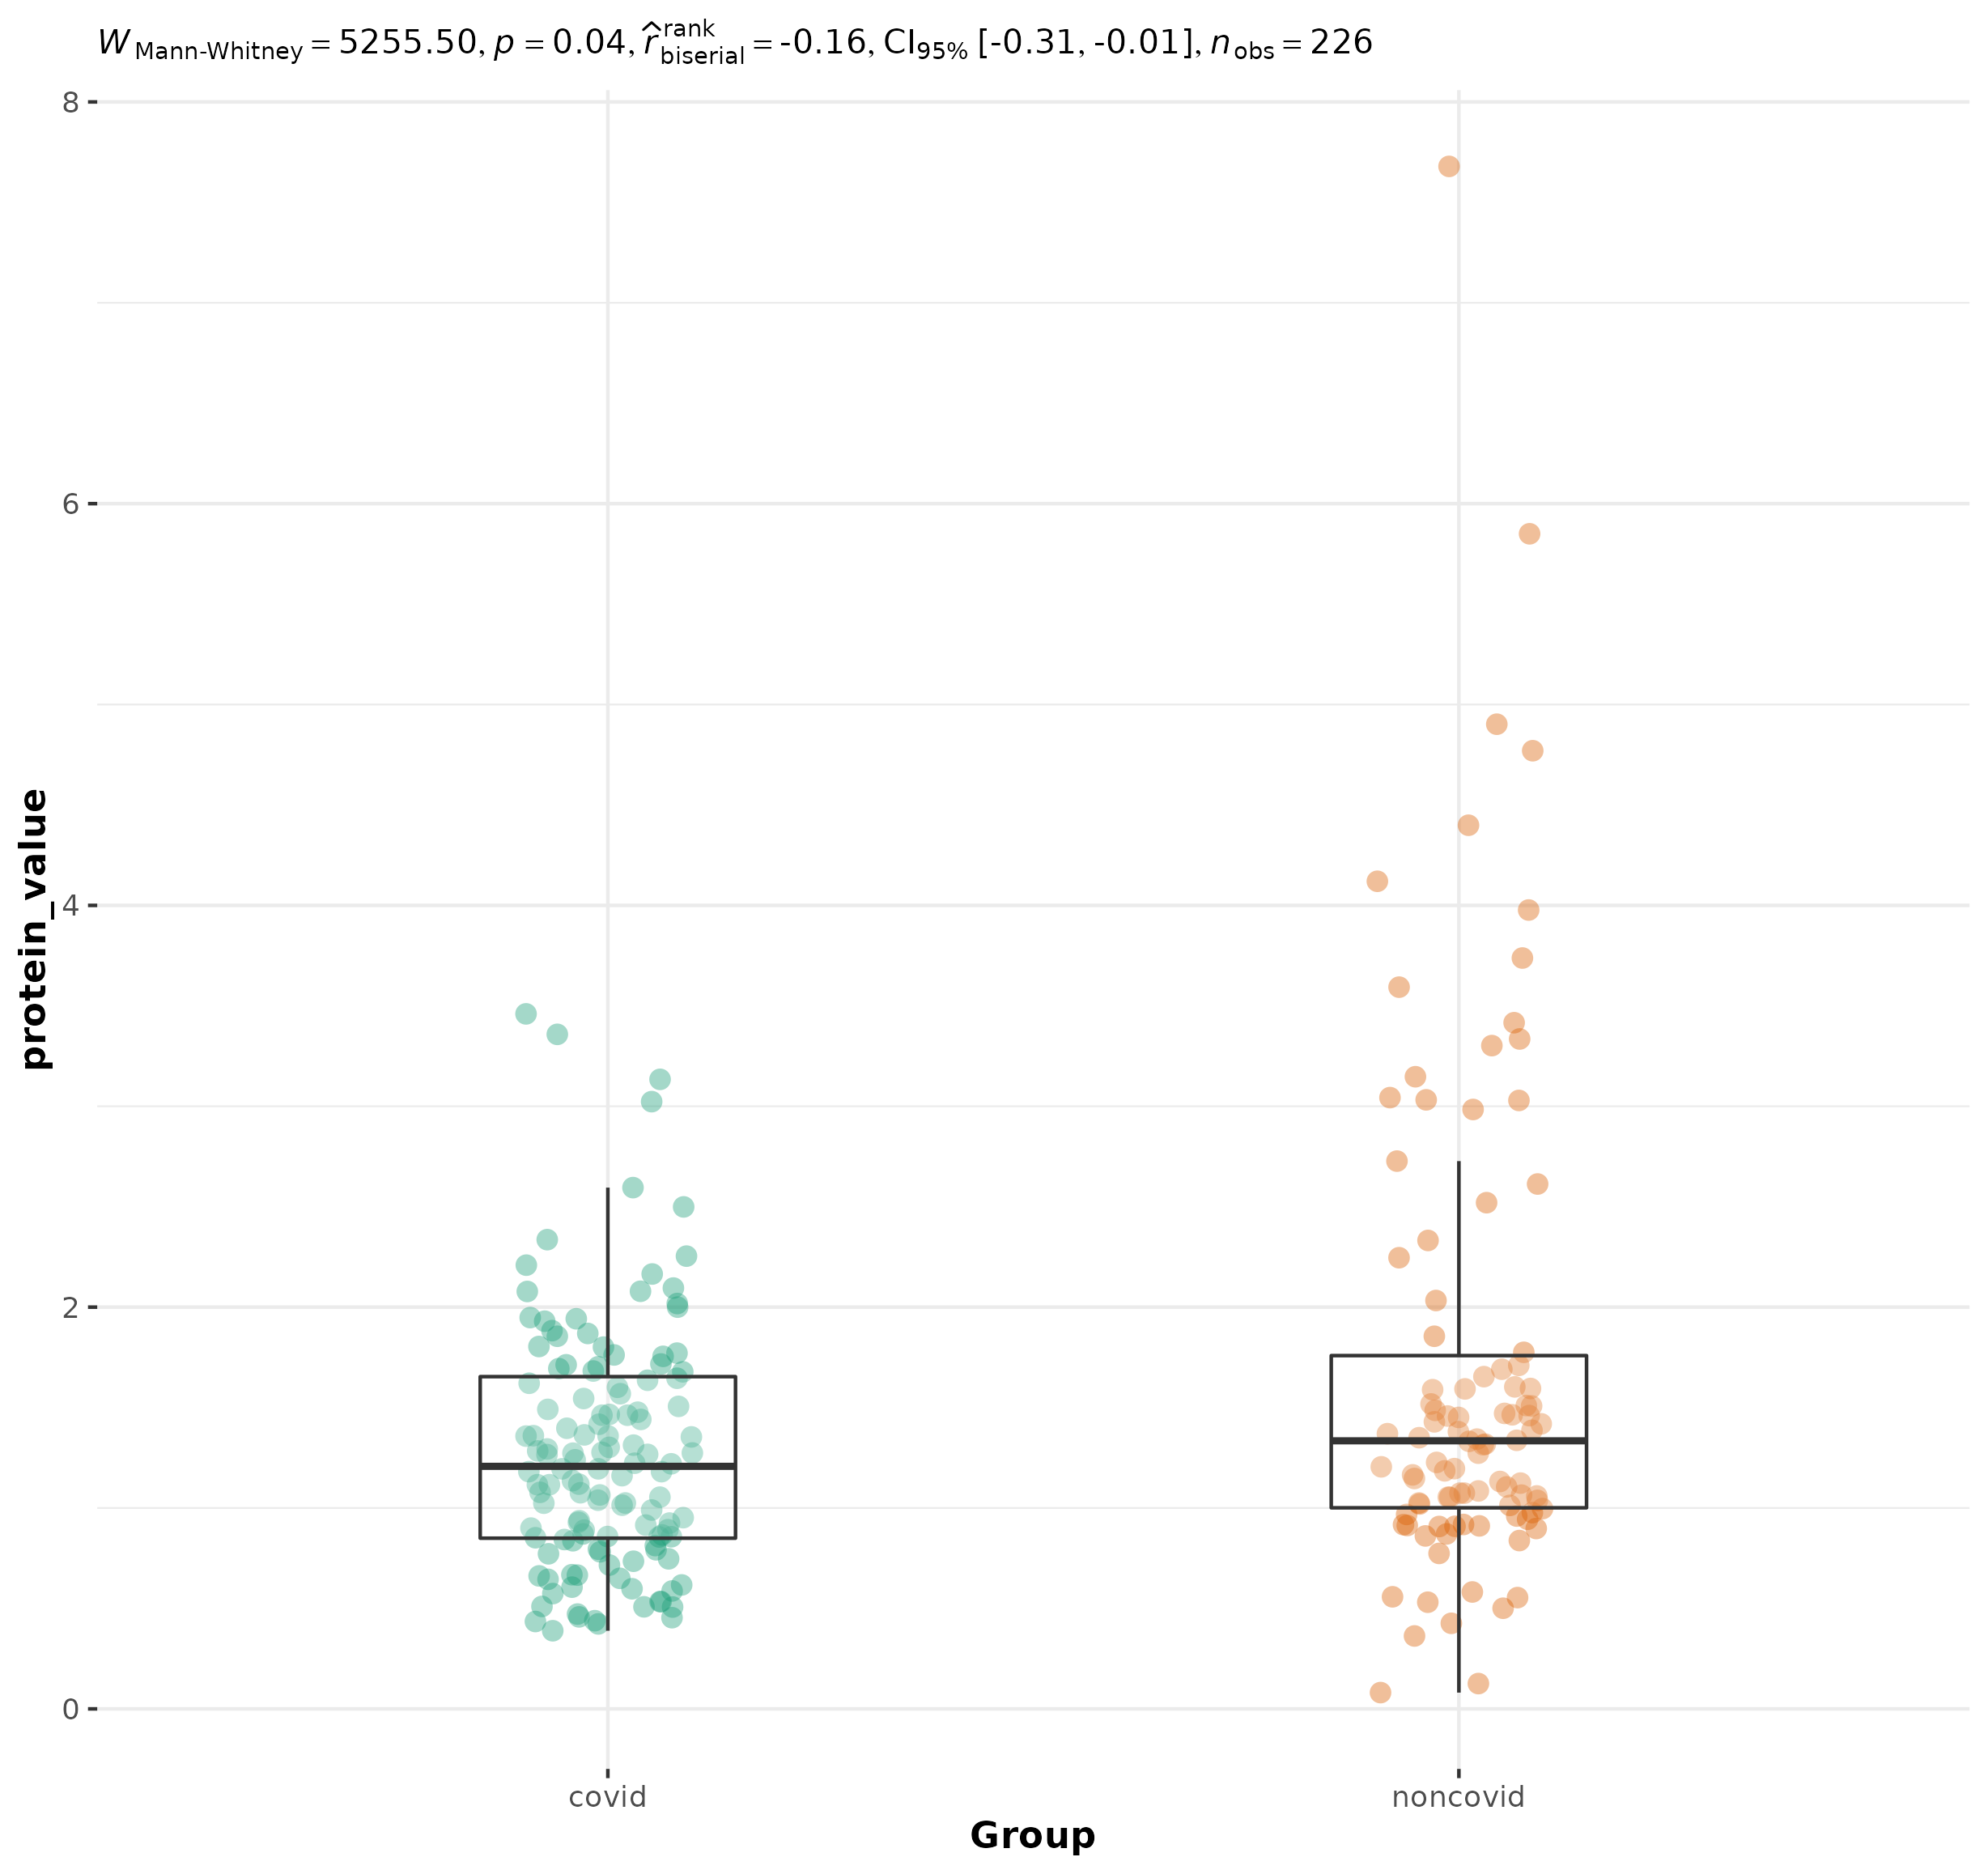 W Mann-Whitney = 5255.50, p = 0.04, r̂ rank biserial = -0.16, CI95% [-0.31, -0.01], nobs = 226
8
6
4
2
0
protein_value
covid noncovid
Group